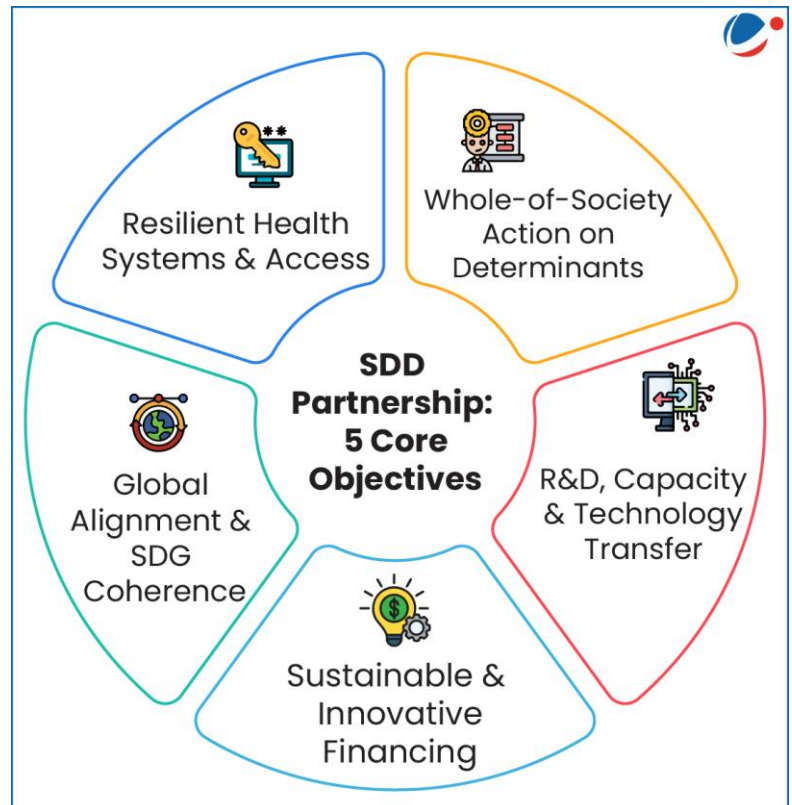 SDD
Partnership:
5 Core
Objectives
Resilient Health
Systems & Access
Whole-of-Society
Action on
Determinants
R&D, Capacity
& Technology
Transfer
Sustainable &
Innovative
Financing
Global
Alignment &
SDG
Coherence